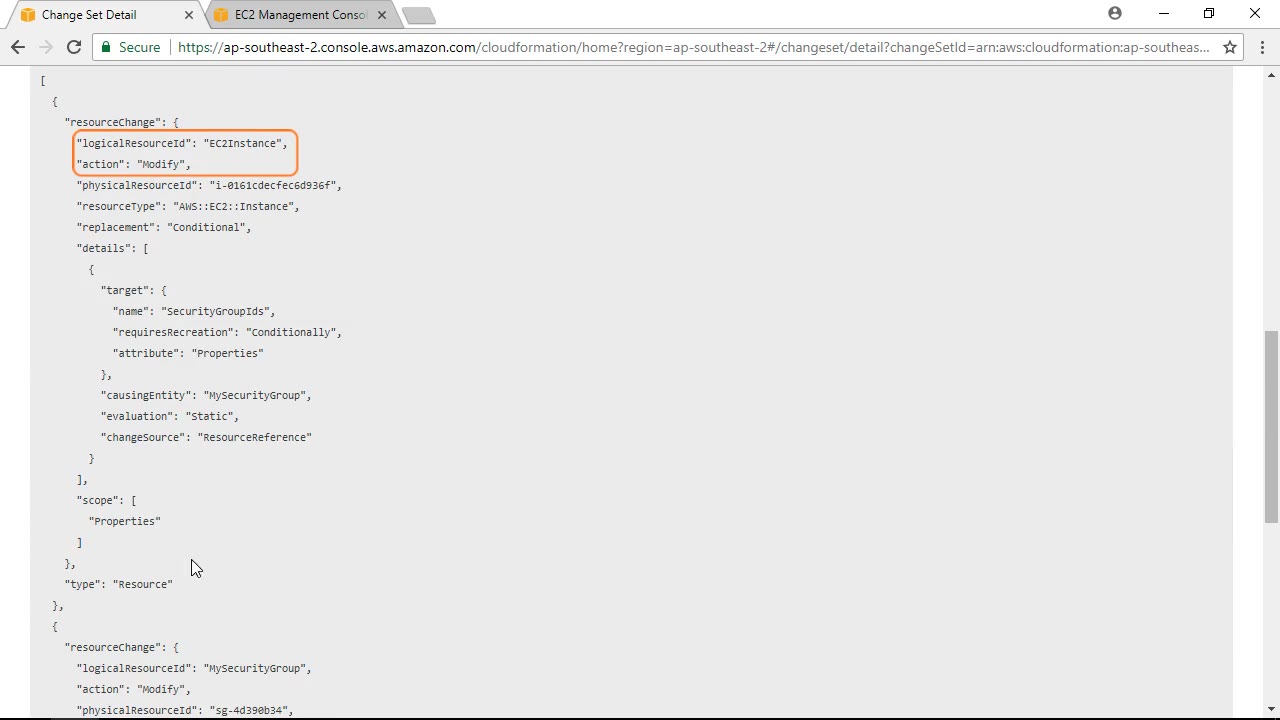 Change Set Detail
EC2 Management Conso
Secure
https://ap-southeast-2.console.aws.amazon.com/cloudformation/home?region=ap-southeast-2#/changeset/detail?changeSetId=arn:aws:cloudformation:ap-southeas...
[
{
"resourceChange": {
"logicalResourceId": "EC2Instance",
"action": "Modify",
"physicalResourceId": "i-0161cdecfec6d936f",
"resourceType": "AWS::EC2::Instance",
"replacement": "Conditional",
"details": [
{
"target": {
"name": "SecurityGroupIds",
"requiresRecreation": "Conditionally",
"attribute": "Properties"
},
"causingEntity": "MySecurityGroup",
"evaluation": "Static",
"changeSource": "ResourceReference"
}
],
"scope": [
"Properties"
]
},
"type": "Resource"
},
{
"resourceChange": {
"logicalResourceId": "MySecurityGroup",
"action": "Modify",
"physicalResourceId": "sg-4d390b34",